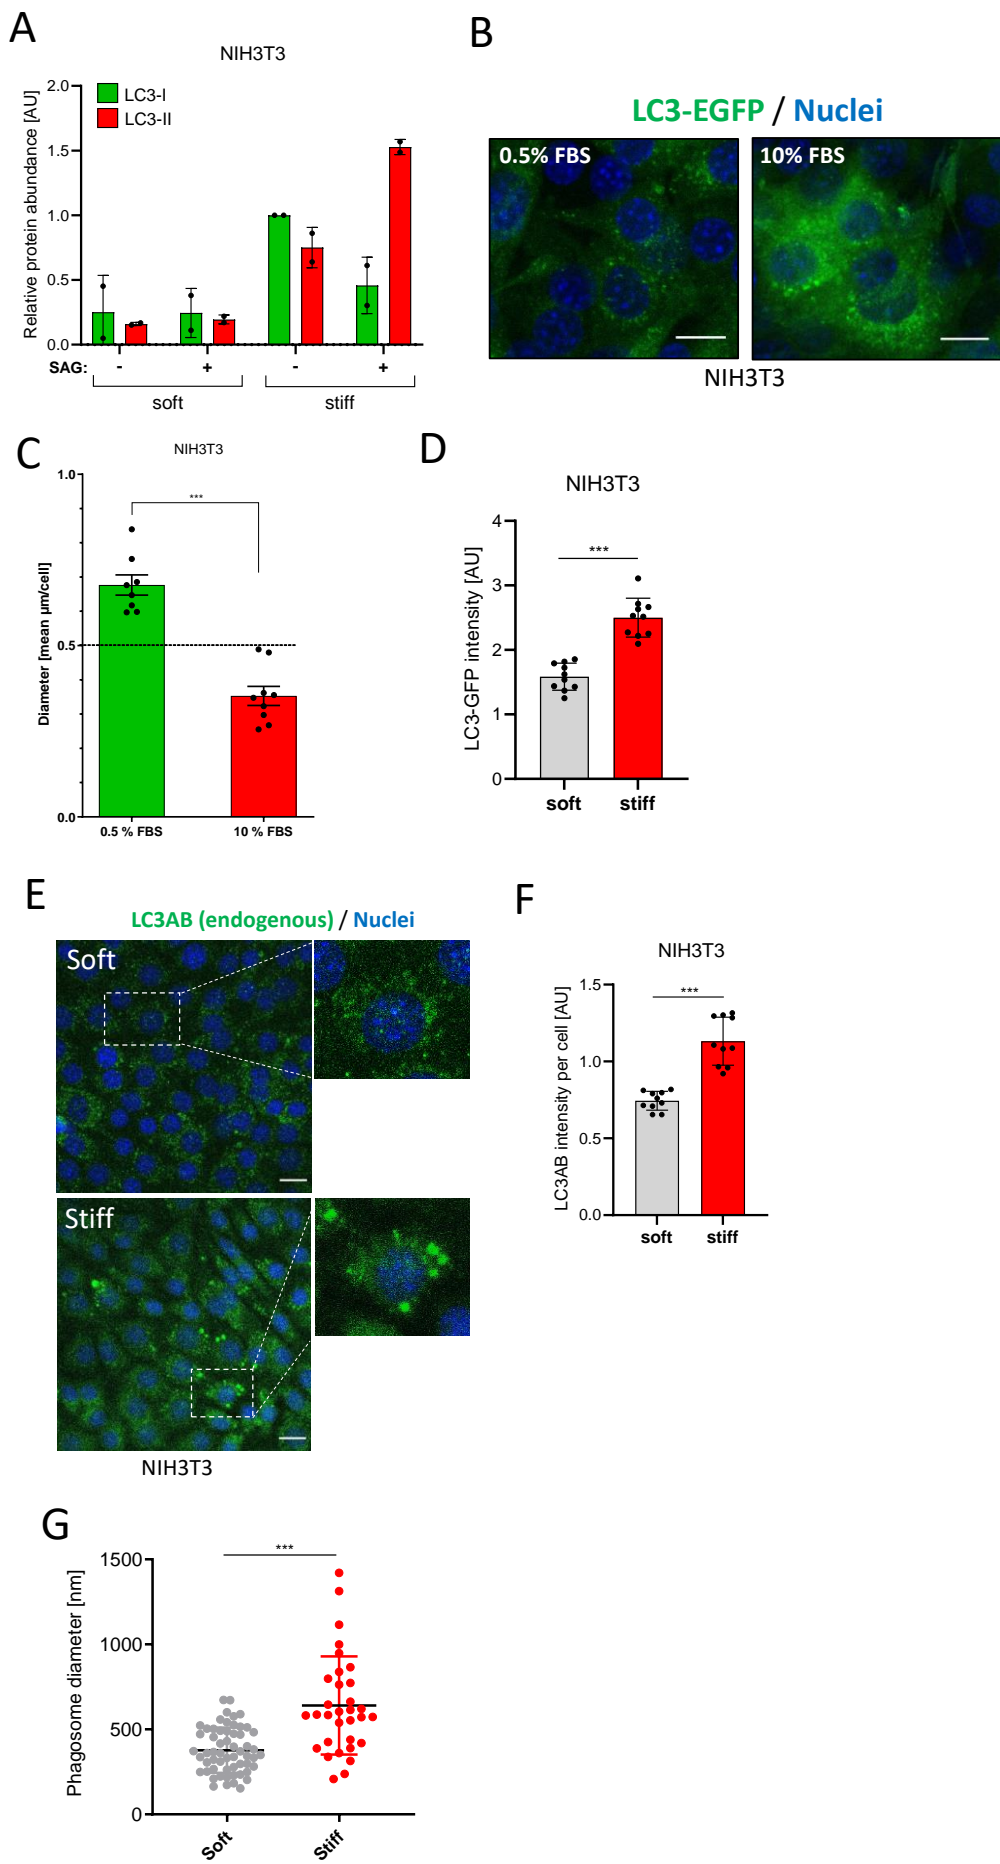 A
NIH3T3
Relative protein abundance [AU]
2.0
1.5
1.0
0.5
0.0
LC3-I
LC3-II
SAG: - + - +
soft stiff
B
LC3-EGFP / Nuclei
0.5% FBS 10% FBS
NIH3T3
C
NIH3T3
Diameter [mean µm/cell]
1.0
0.5
0.0
***
0.5 % FBS 10 % FBS
D
NIH3T3
LC3-GFP intensity [AU]
4
3
2
1
0
***
soft stiff
E
LC3AB (endogenous) / Nuclei
Soft
Stiff
NIH3T3
F
NIH3T3
LC3AB intensity per cell [AU]
1.5
1.0
0.5
0.0
***
soft stiff
G
Phagosome diameter [nm]
1500
1000
500
0
***
Soft Stiff